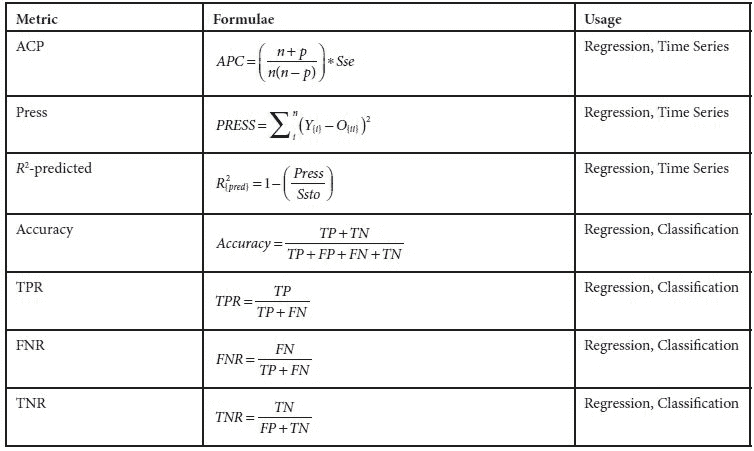 Metric Formulae Usage
ACP APC = ( n + p / n(n − p) ) * Sse Regression, Time Series
Press PRESS = ∑ t n (Y{t} − O{tt})² Regression, Time Series
R²-predicted R²{pred} = 1 − ( Press / Ssto ) Regression, Time Series
Accuracy Accuracy = TP + TN / TP + FP + FN + TN Regression, Classification
TPR TPR = TP / TP + FN Regression, Classification
FNR FNR = FN / TP + FN Regression, Classification
TNR TNR = TN / FP + TN Regression, Classification